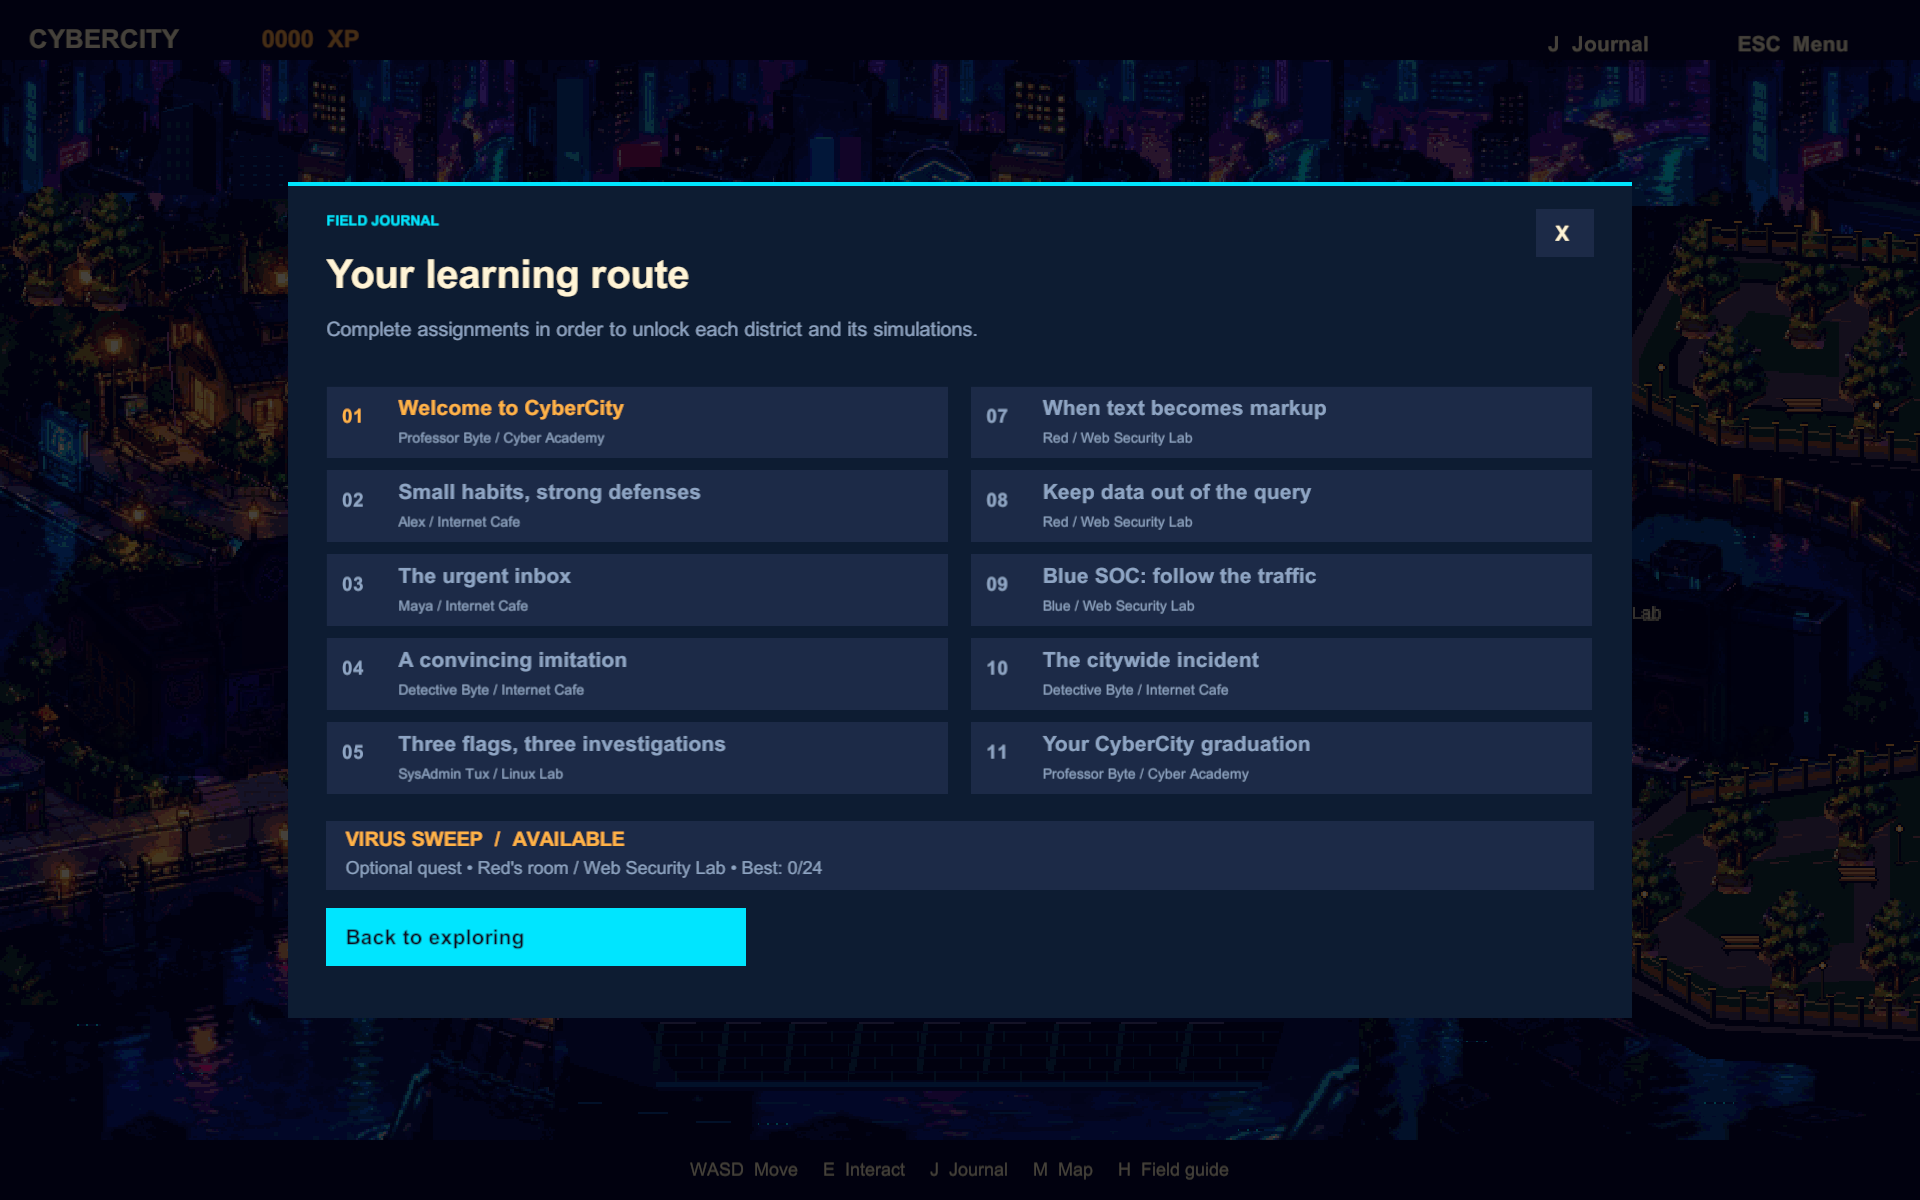 CYBERCITY
0000 XP
J Journal
ESC Menu
FIELD JOURNAL
X
Your learning route
Complete assignments in order to unlock each district and its simulations.
01
Welcome to CyberCity
Professor Byte / Cyber Academy
02
Small habits, strong defenses
Alex / Internet Cafe
03
The urgent inbox
Maya / Internet Cafe
04
A convincing imitation
Detective Byte / Internet Cafe
05
Three flags, three investigations
SysAdmin Tux / Linux Lab
07
When text becomes markup
Red / Web Security Lab
08
Keep data out of the query
Red / Web Security Lab
09
Blue SOC: follow the traffic
Blue / Web Security Lab
10
The citywide incident
Detective Byte / Internet Cafe
11
Your CyberCity graduation
Professor Byte / Cyber Academy
Lab
VIRUS SWEEP / AVAILABLE
Optional quest • Red's room / Web Security Lab • Best: 0/24
Back to exploring
WASD Move E Interact J Journal M Map H Field guide